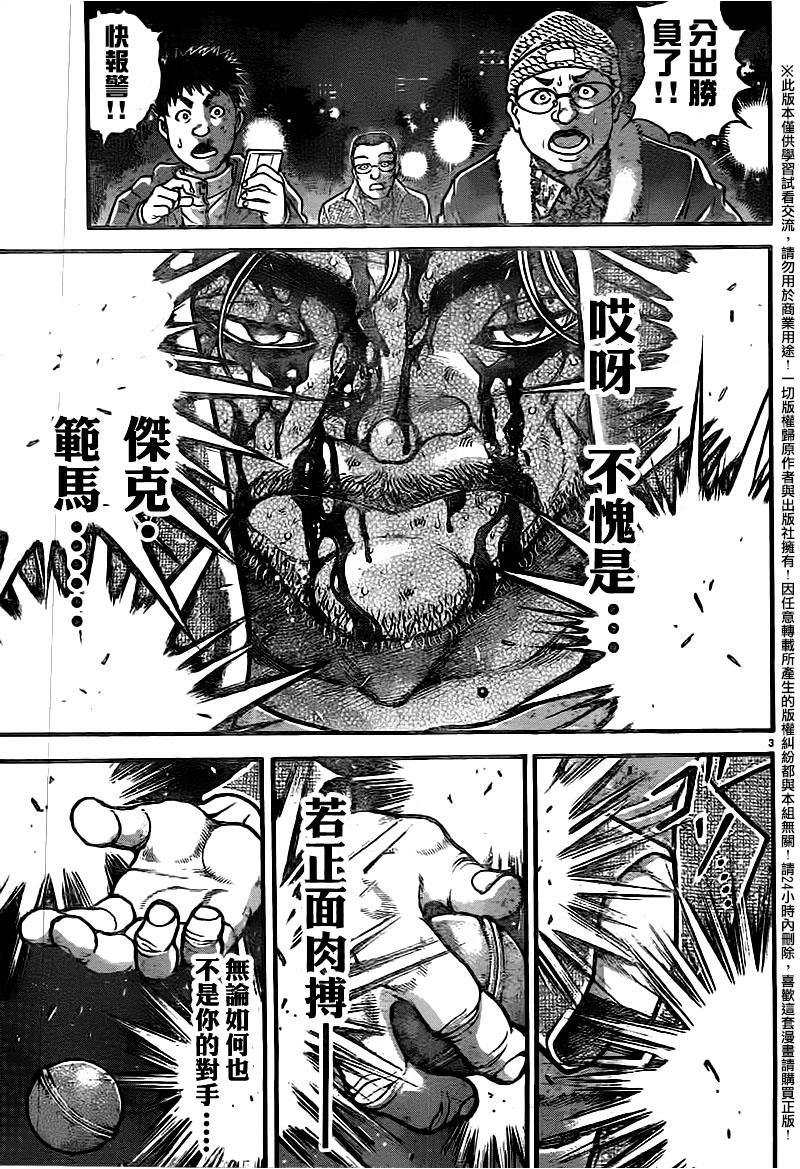 分出勝
負了!!
快報警!!
哎呀
不愧是…
傑克·
範馬……
3
若正面肉搏——
無論如何也
不是你的對手……
※此版本僅供學習試看交流，請勿用於商業用途！一切版權歸原作者與出版社擁有！因任意轉載所產生的版權糾紛都與本組無關！請24小時內刪除，喜歡這套漫畫請購買正版！